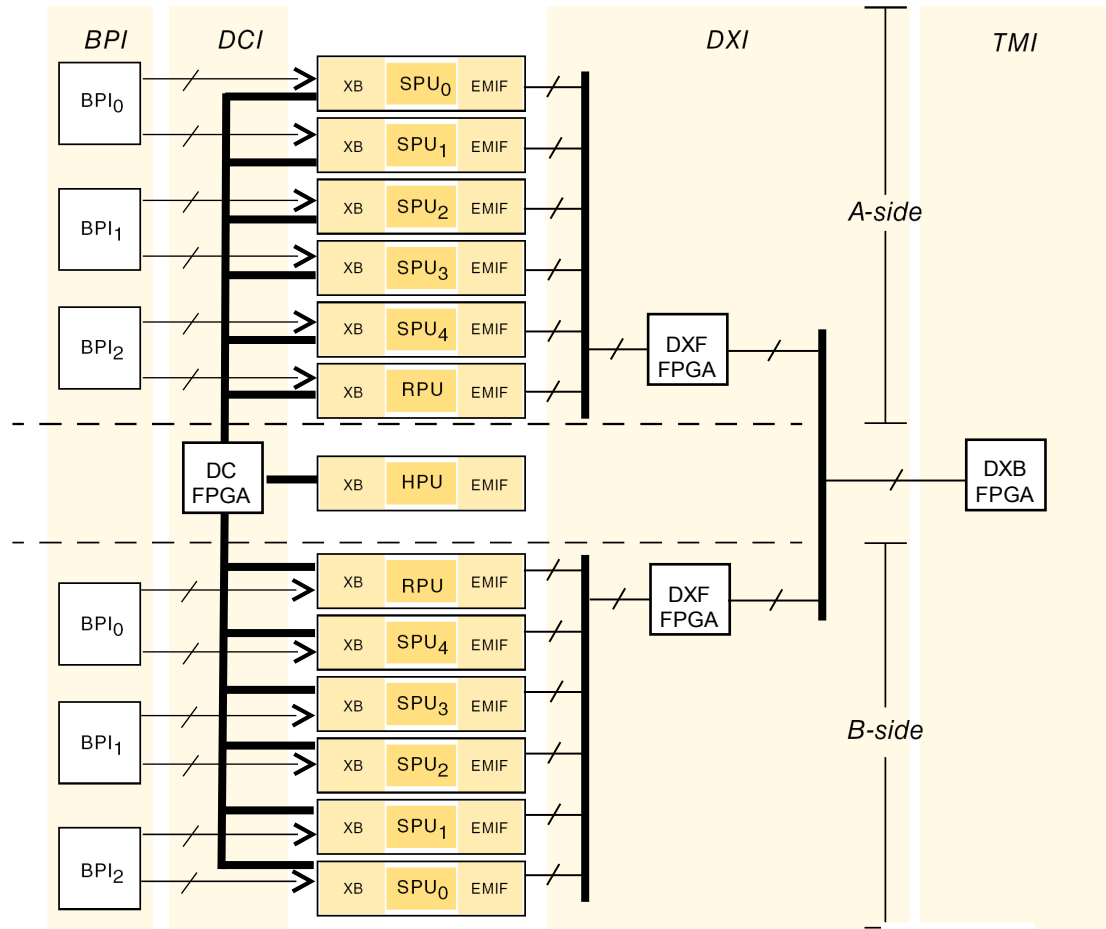 BPI DCI DXI TMI
BPI0
XB SPU0 EMIF
XB SPU1 EMIF
BPI1
XB SPU2 EMIF
A-side
XB SPU3 EMIF
BPI2
XB SPU4 EMIF
DXF
FPGA
XB RPU EMIF
DC
FPGA
XB HPU EMIF
DXB
FPGA
BPI0
XB RPU EMIF
DXF
FPGA
XB SPU4 EMIF
BPI1
XB SPU3 EMIF
B-side
XB SPU2 EMIF
BPI2
XB SPU1 EMIF
XB SPU0 EMIF